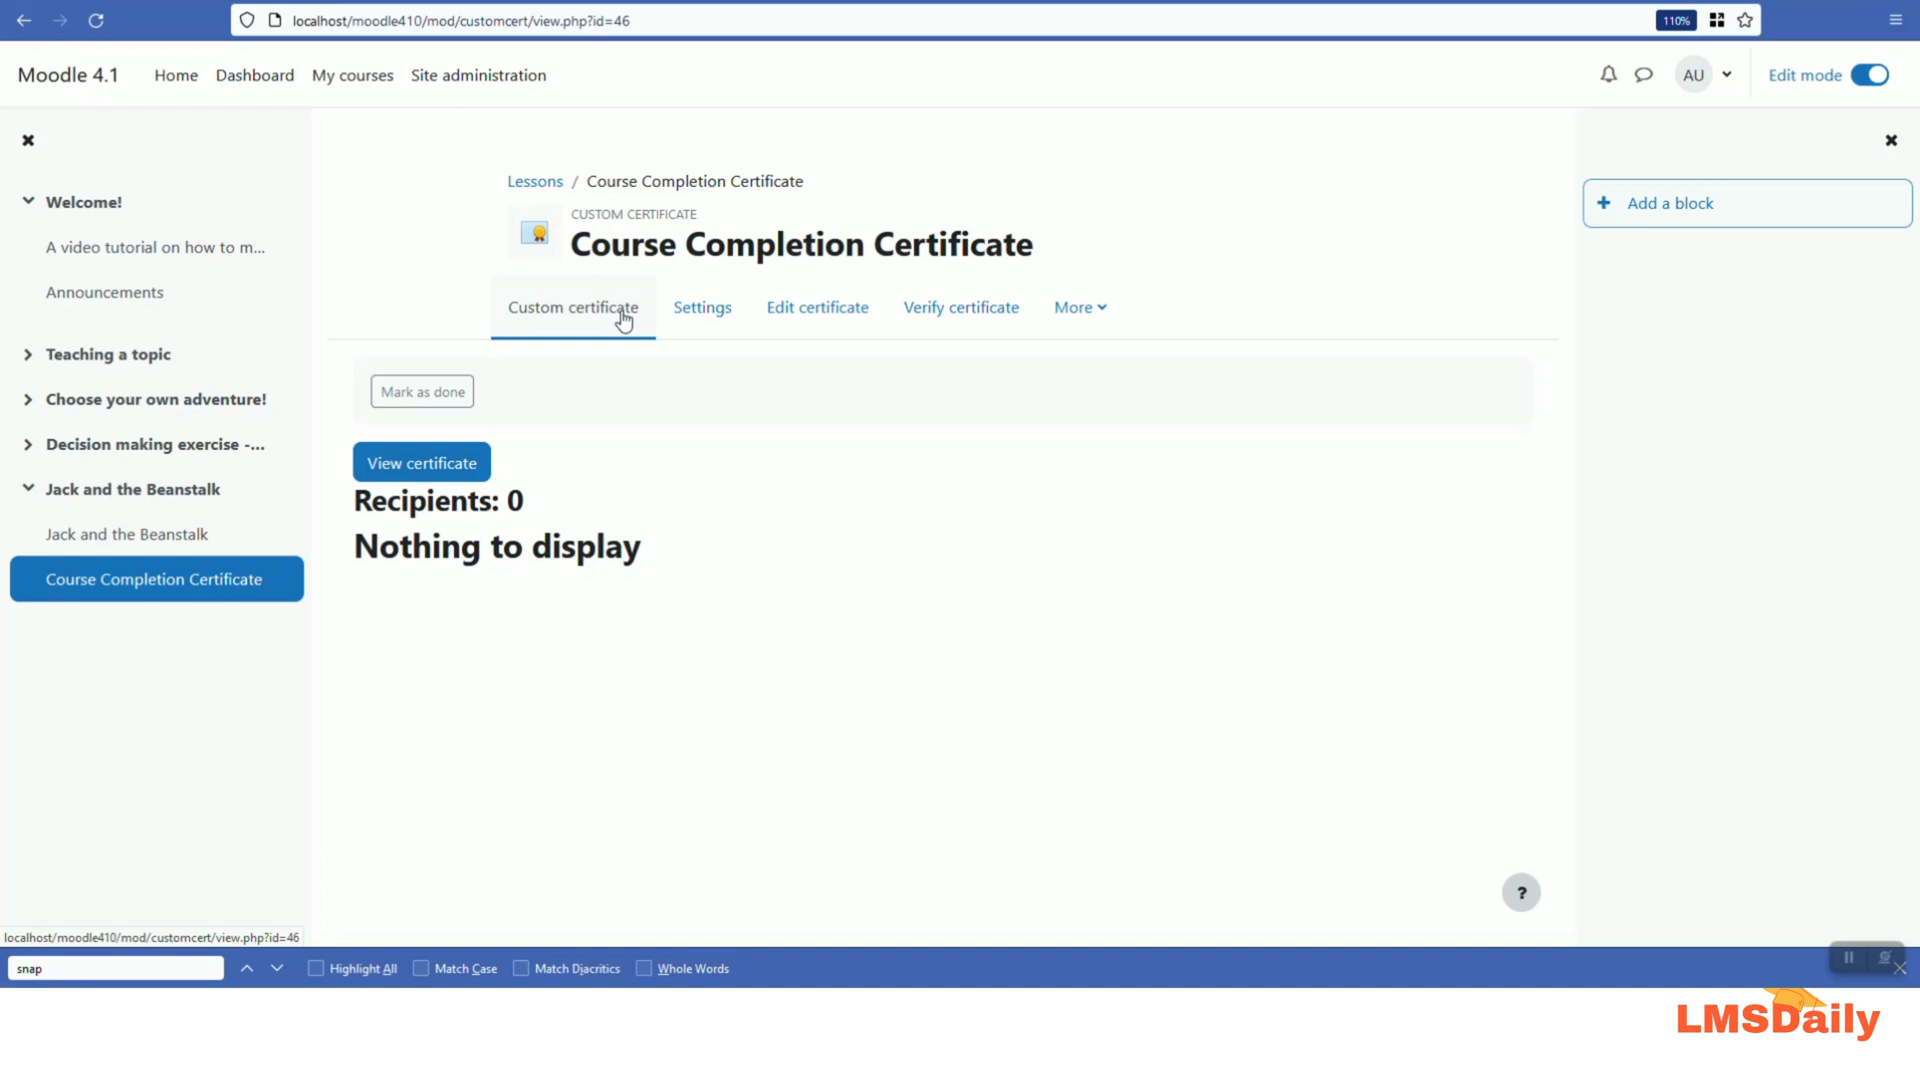 localhost/moodle410/mod/customcert/view.php?id=46
110%
Moodle 4.1
Home
Dashboard
My courses
Site administration
AU
Edit mode
Welcome!
A video tutorial on how to m...
Announcements
Teaching a topic
Choose your own adventure!
Decision making exercise -...
Jack and the Beanstalk
Jack and the Beanstalk
Course Completion Certificate
Lessons / Course Completion Certificate
CUSTOM CERTIFICATE
Course Completion Certificate
Custom certificate
Settings
Edit certificate
Verify certificate
More
Mark as done
View certificate
Recipients: 0
Nothing to display
+ Add a block
?
localhost/moodle410/mod/customcert/view.php?id=46
snap
Highlight All
Match Case
Match Diacritics
Whole Words
LMSDaily